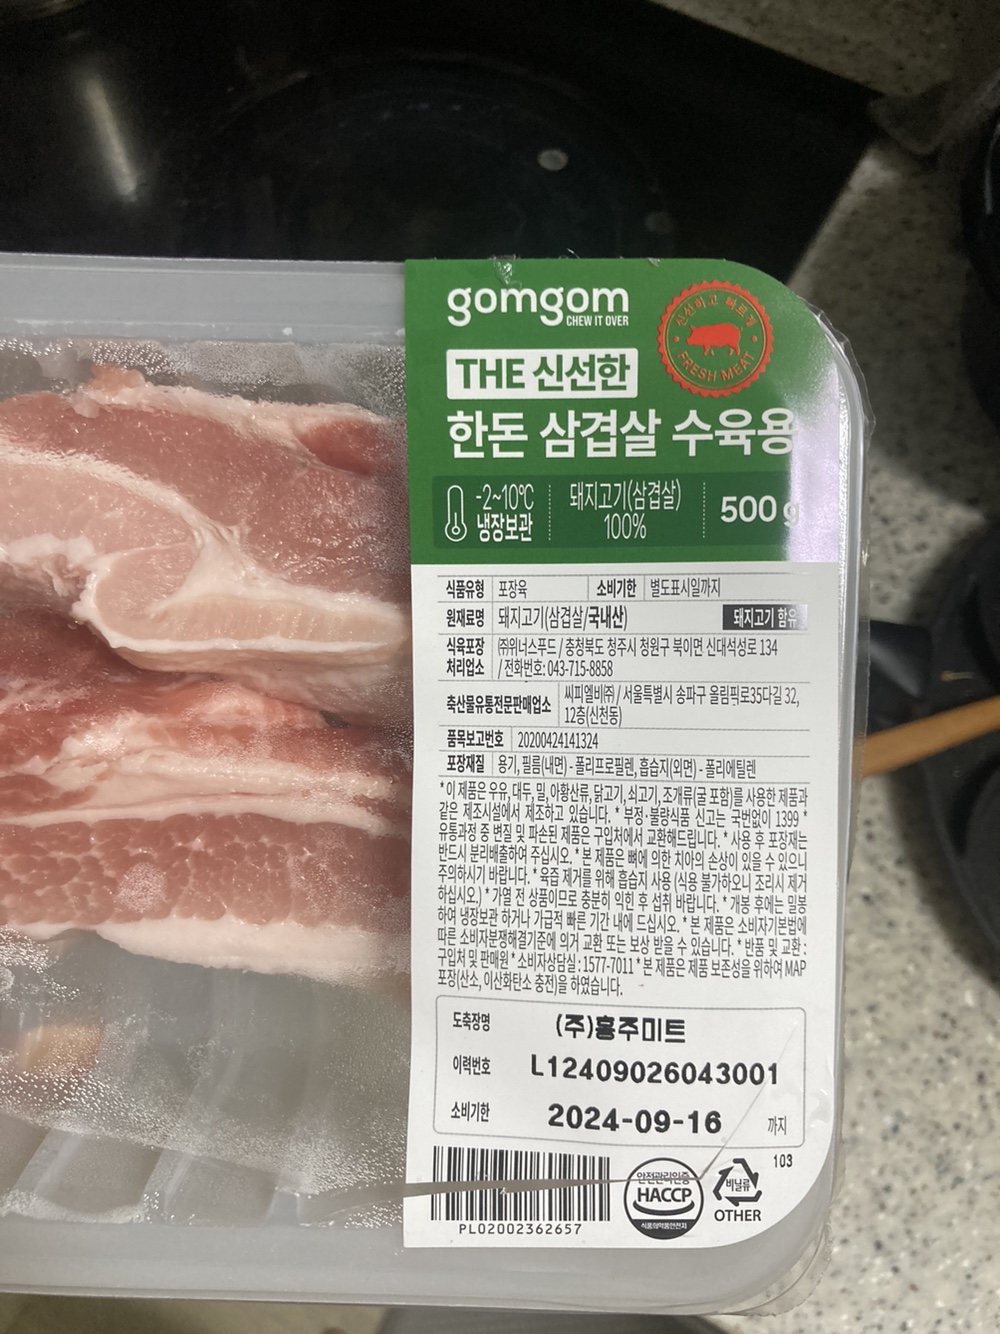 gomgom
CHEW IT OVER
신선하고 빠르게
FRESH MEAT
THE 신선한
한돈 삼겹살 수육용
-2~10℃
냉장보관
돼지고기(삼겹살)
100%
500 g
식품유형 포장육 소비기한 별도표시일까지
원재료명 돼지고기(삼겹살/국내산) 돼지고기 함유
식육포장 ㈜위너스푸드 / 충청북도 청주시 청원구 북이면 신대석성로 134
처리업소 / 전화번호: 043-715-8858
축산물유통전문판매업소 씨피엘비㈜ / 서울특별시 송파구 올림픽로35다길 32,
12층(신천동)
품목보고번호 20200424141324
포장재질 용기, 필름(내면) - 폴리프로필렌, 흡습지(외면) - 폴리에틸렌
*이 제품은 우유, 대두, 밀, 아황산류, 닭고기, 쇠고기, 조개류(굴 포함)를 사용한 제품과
같은 제조시설에서 제조하고 있습니다. * 부정·불량식품 신고는 국번없이 1399 *
유통과정 중 변질 및 파손된 제품은 구입처에서 교환해드립니다. * 사용 후 포장재는
반드시 분리배출하여 주십시오. * 본 제품은 뼈에 의한 치아의 손상이 있을 수 있으니
주의하시기 바랍니다. * 육즙 제거를 위해 흡습지 사용 (식용 불가하오니 조리시 제거
하십시오.) * 가열 전 상품이므로 충분히 익힌 후 섭취 바랍니다. * 개봉 후에는 밀봉
하여 냉장보관 하거나 가급적 빠른 기간 내에 드십시오. * 본 제품은 소비자기본법에
따른 소비자분쟁해결기준에 의거 교환 또는 보상 받을 수 있습니다. * 반품 및 교환 :
구입처 및 판매원 * 소비자상담실 : 1577-7011 * 본 제품은 제품 보존성을 위하여 MAP
포장(산소, 이산화탄소 충전)을 하였습니다.
도축장명 (주)홍주미트
이력번호 L12409026043001
소비기한 2024-09-16 까지
103
PL02002362657
안전관리인증
HACCP
식품의약품안전처
비닐류
OTHER